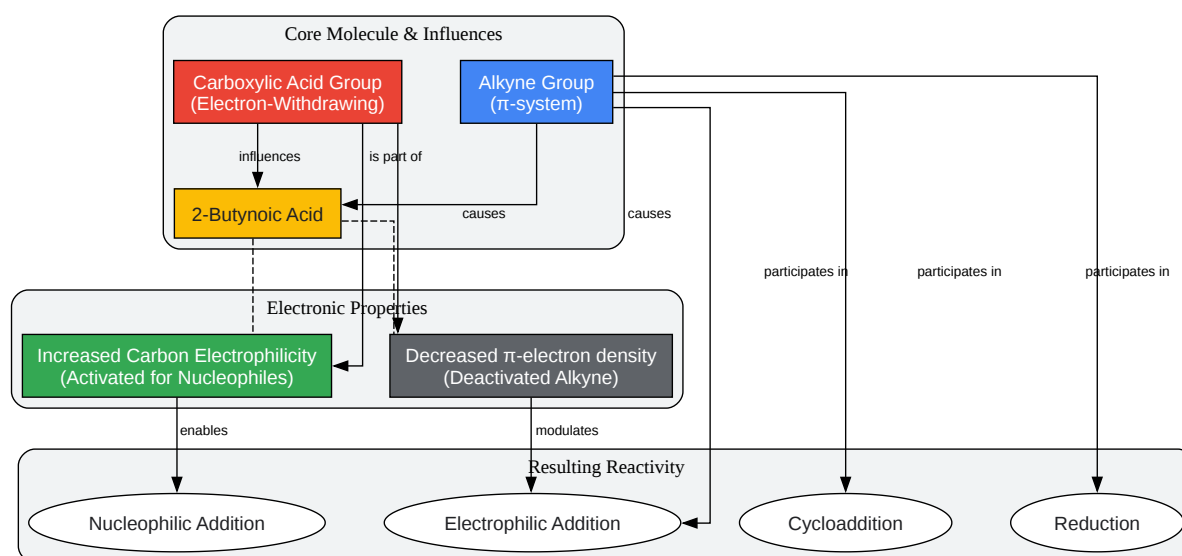 Core Molecule & Influences
Carboxylic Acid Group
(Electron-Withdrawing)
Alkyne Group
(π-system)
influences
is part of
2-Butynoic Acid
causes
causes
participates in
participates in
participates in
Electronic Properties
Increased Carbon Electrophilicity
(Activated for Nucleophiles)
Decreased π-electron density
(Deactivated Alkyne)
enables
modulates
Resulting Reactivity
Nucleophilic Addition
Electrophilic Addition
Cycloaddition
Reduction